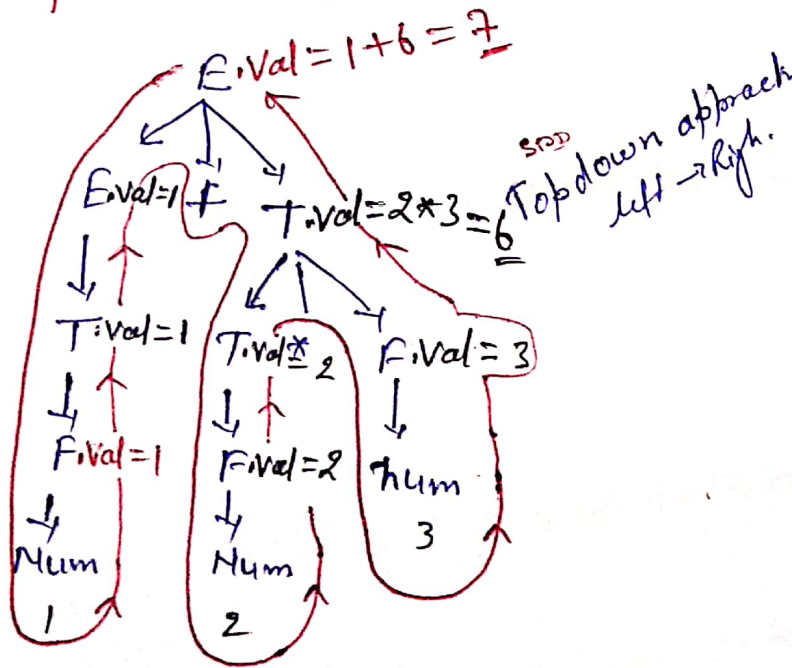 E.Val = 1+6 = 7
SDD
Topdown approach
left → Righ.
E.val=1 + T.val=2*3=6
T.val=1 T.val * 2 F.Val = 3
F.Val=1 F.val=2 num
3
Num Num
1 2